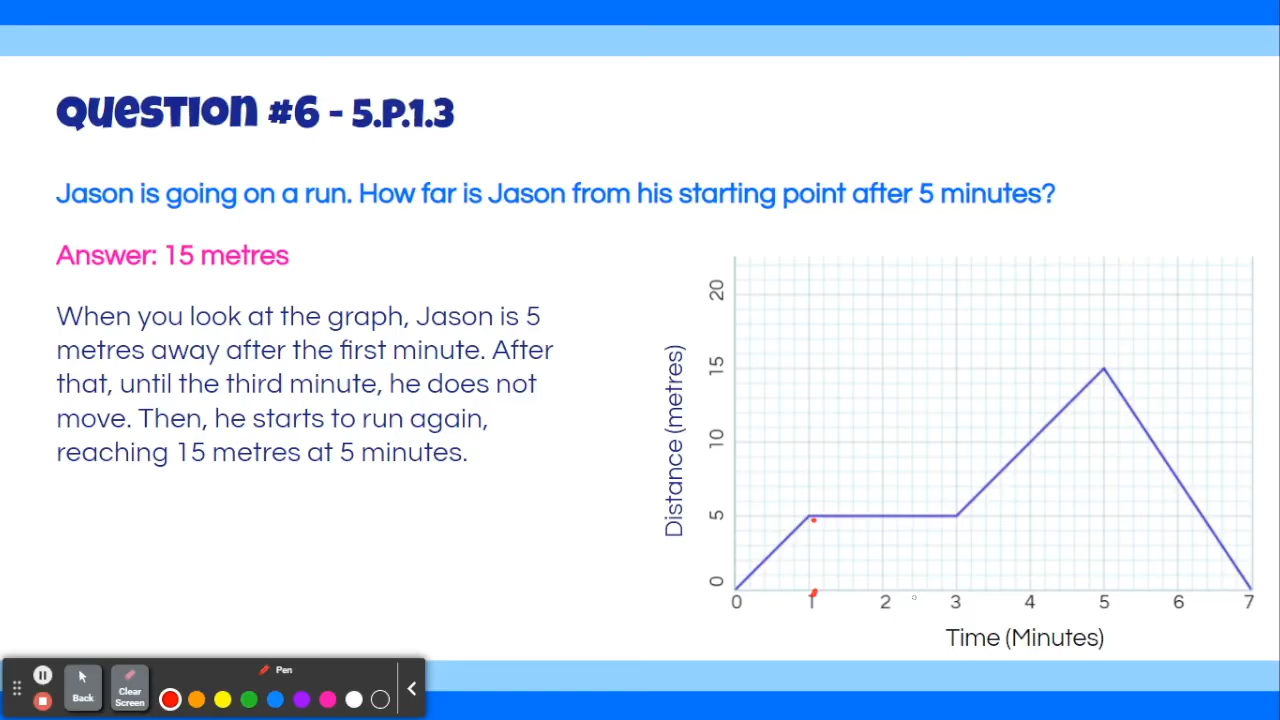 Question #6 - 5.P.1.3
Jason is going on a run. How far is Jason from his starting point after 5 minutes?
Answer: 15 metres
When you look at the graph, Jason is 5
metres away after the first minute. After
that, until the third minute, he does not
move. Then, he starts to run again,
reaching 15 metres at 5 minutes.
Distance (metres)
20
15
10
5
0
0 1 2 3 4 5 6 7
Time (Minutes)
Pen
Back
Clear
Screen